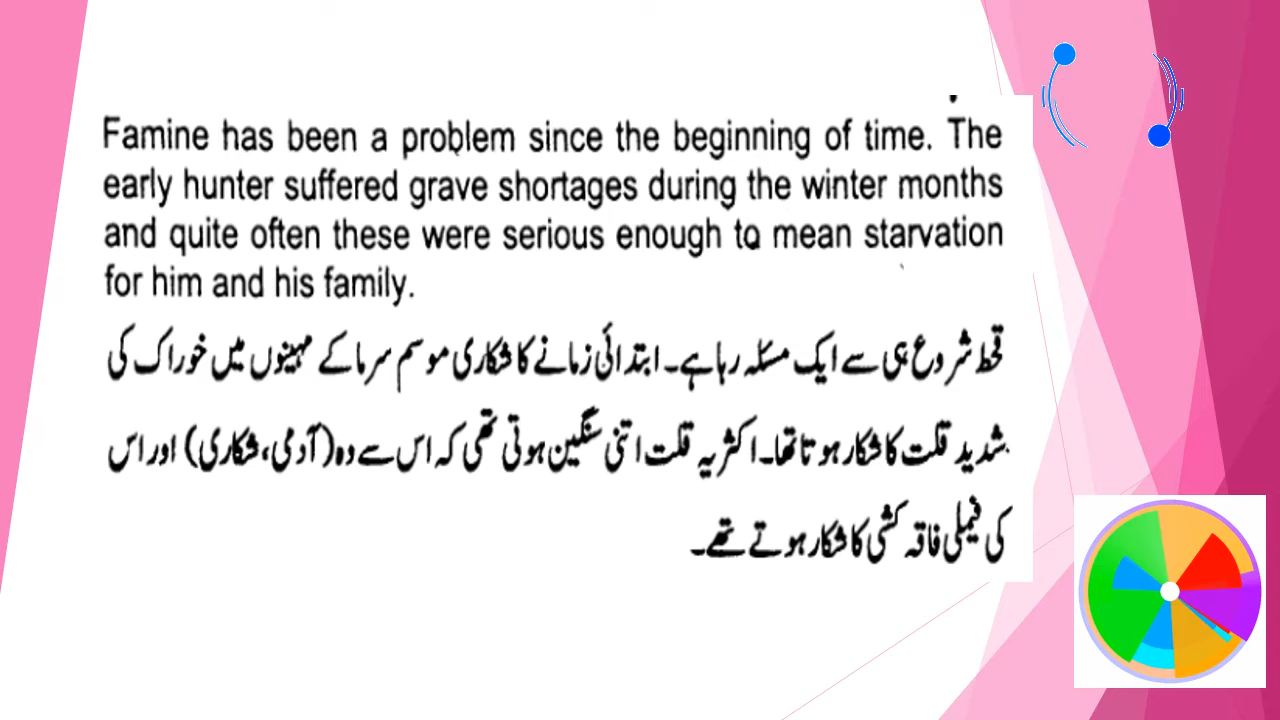 Famine has been a problem since the beginning of time. The
early hunter suffered grave shortages during the winter months
and quite often these were serious enough to mean starvation
for him and his family.
قحط شروع ہی سے ایک مسئلہ رہا ہے۔ ابتدائی زمانے کا شکاری موسم سرما کے مہینوں میں خوراک کی
شدید قلت کا شکار ہوتا تھا۔ اکثر یہ قلت اتنی سنگین ہوتی تھی کہ اس سے وہ (آدمی، شکاری) اور اس
کی فیملی فاقہ کشی کا شکار ہوتے تھے۔